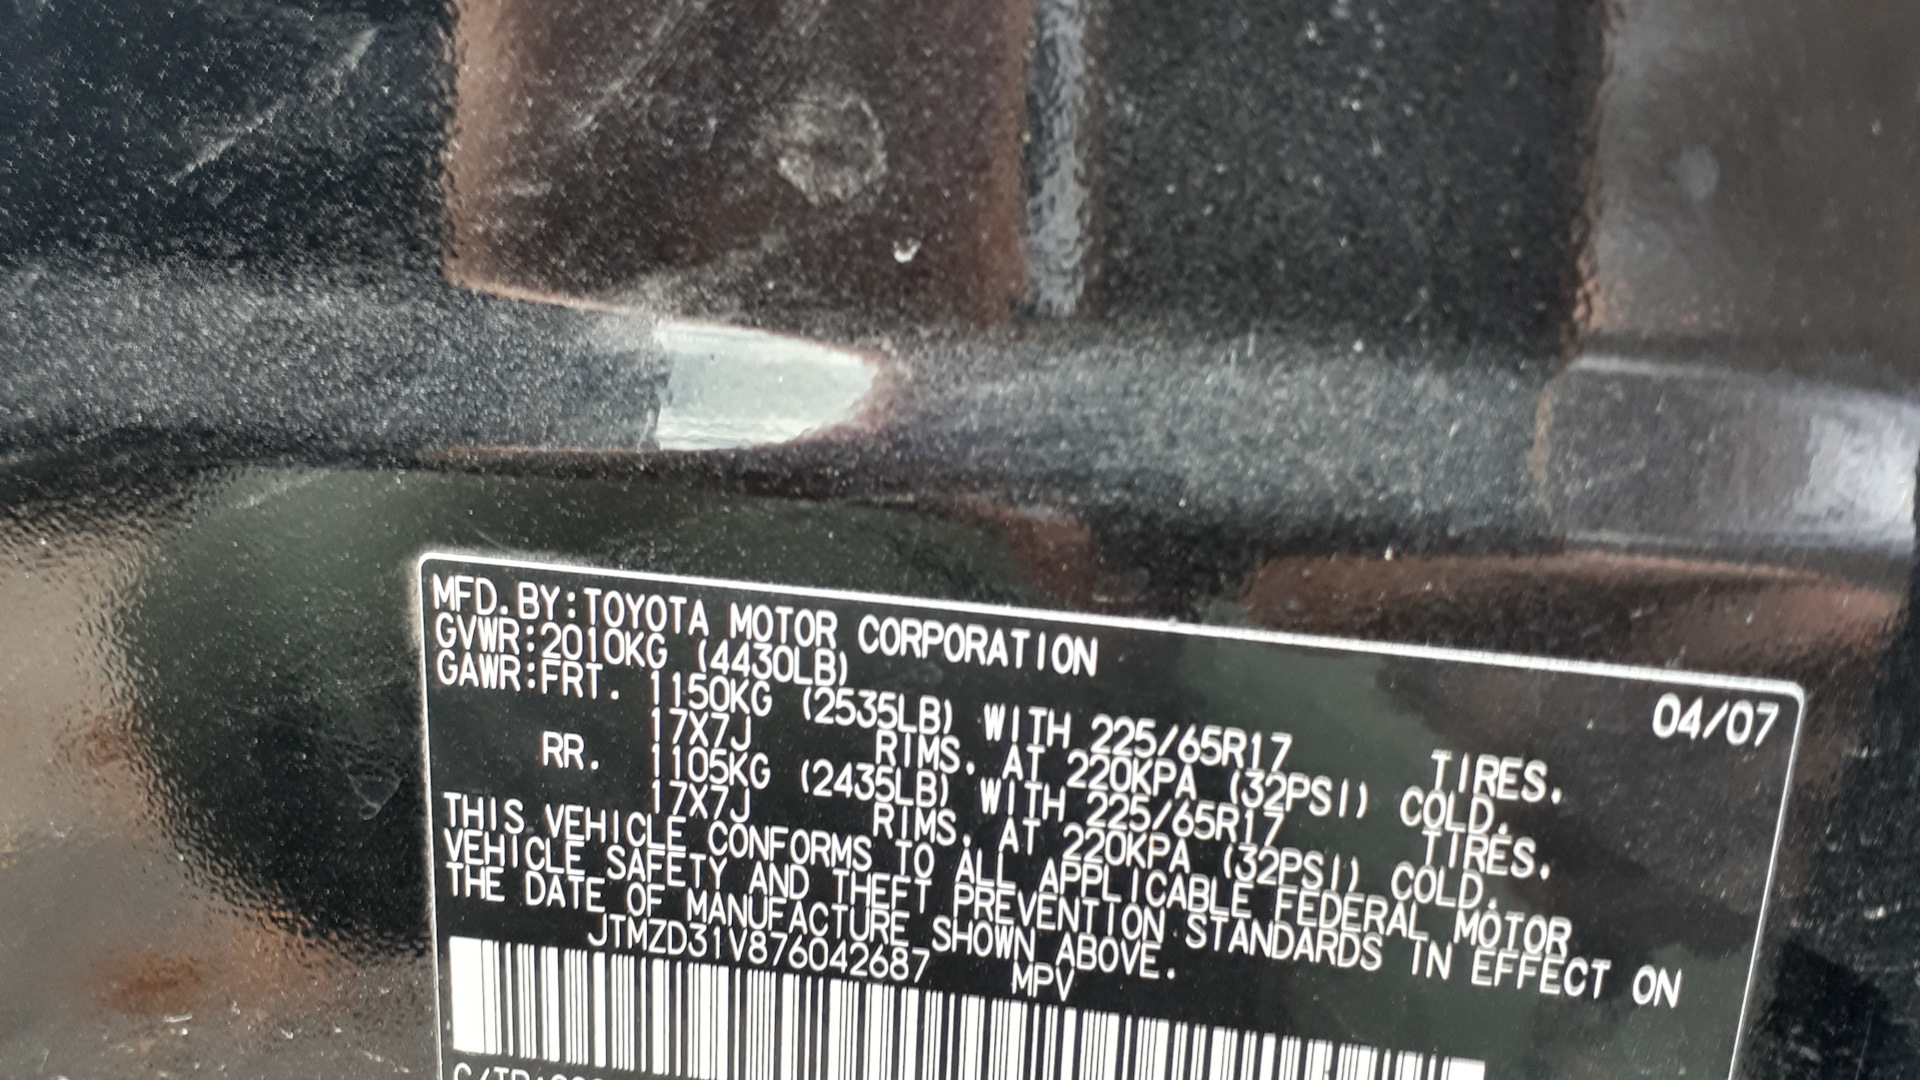 MFD.BY:TOYOTA MOTOR CORPORATION
04/07
GVWR:2010KG (4430LB)
GAWR:FRT. 1150KG (2535LB) WITH 225/65R17 TIRES.
17X7J RIMS. AT 220KPA (32PSI) COLD.
RR. 1105KG (2435LB) WITH 225/65R17 TIRES.
17X7J RIMS. AT 220KPA (32PSI) COLD.
THIS VEHICLE CONFORMS TO ALL APPLICABLE FEDERAL MOTOR
VEHICLE SAFETY AND THEFT PREVENTION STANDARDS IN EFFECT ON
THE DATE OF MANUFACTURE SHOWN ABOVE.
JTMZD31V876042687 MPV